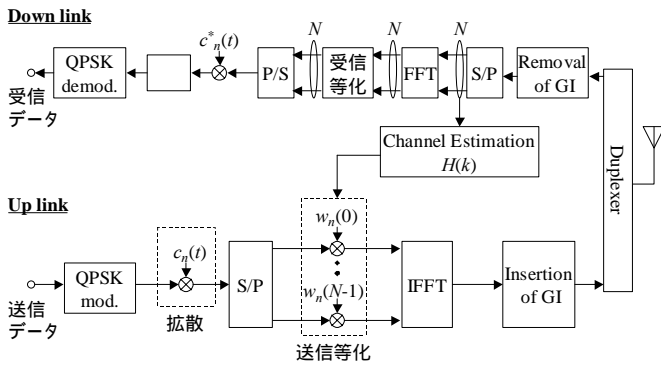 Down link
N
N
N
c*n(t)
QPSK
demod.
P/S
受信
等化
FFT
S/P
Removal
of GI
受信
データ
Channel Estimation
H(k)
Duplexer
Up link
wn(0)
cn(t)
QPSK
mod.
S/P
wn(N-1)
IFFT
Insertion
of GI
送信
データ
拡散
送信等化